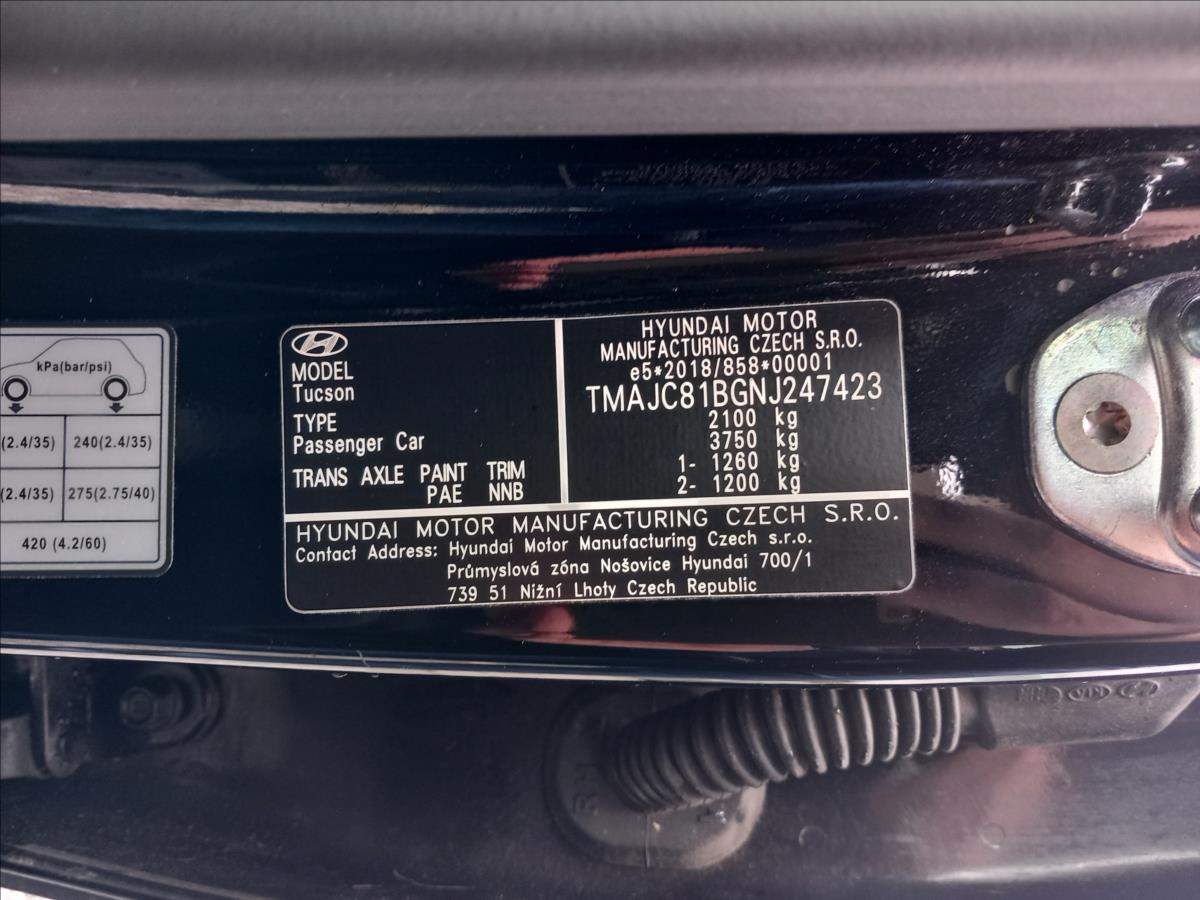 kPa(bar/psi)
(2.4/35) 240(2.4/35)
(2.4/35) 275(2.75/40)
420 (4.2/60)
MODEL
Tucson
TYPE
Passenger Car
TRANS AXLE PAINT TRIM
PAE NNB
HYUNDAI MOTOR
MANUFACTURING CZECH S.R.O.
e5*2018/858*00001
TMAJC81BGNJ247423
2100 kg
3750 kg
1- 1260 kg
2- 1200 kg
HYUNDAI MOTOR MANUFACTURING CZECH S.R.O.
Contact Address: Hyundai Motor Manufacturing Czech s.r.o.
Průmyslová zóna Nošovice Hyundai 700/1
739 51 Nižní Lhoty Czech Republic